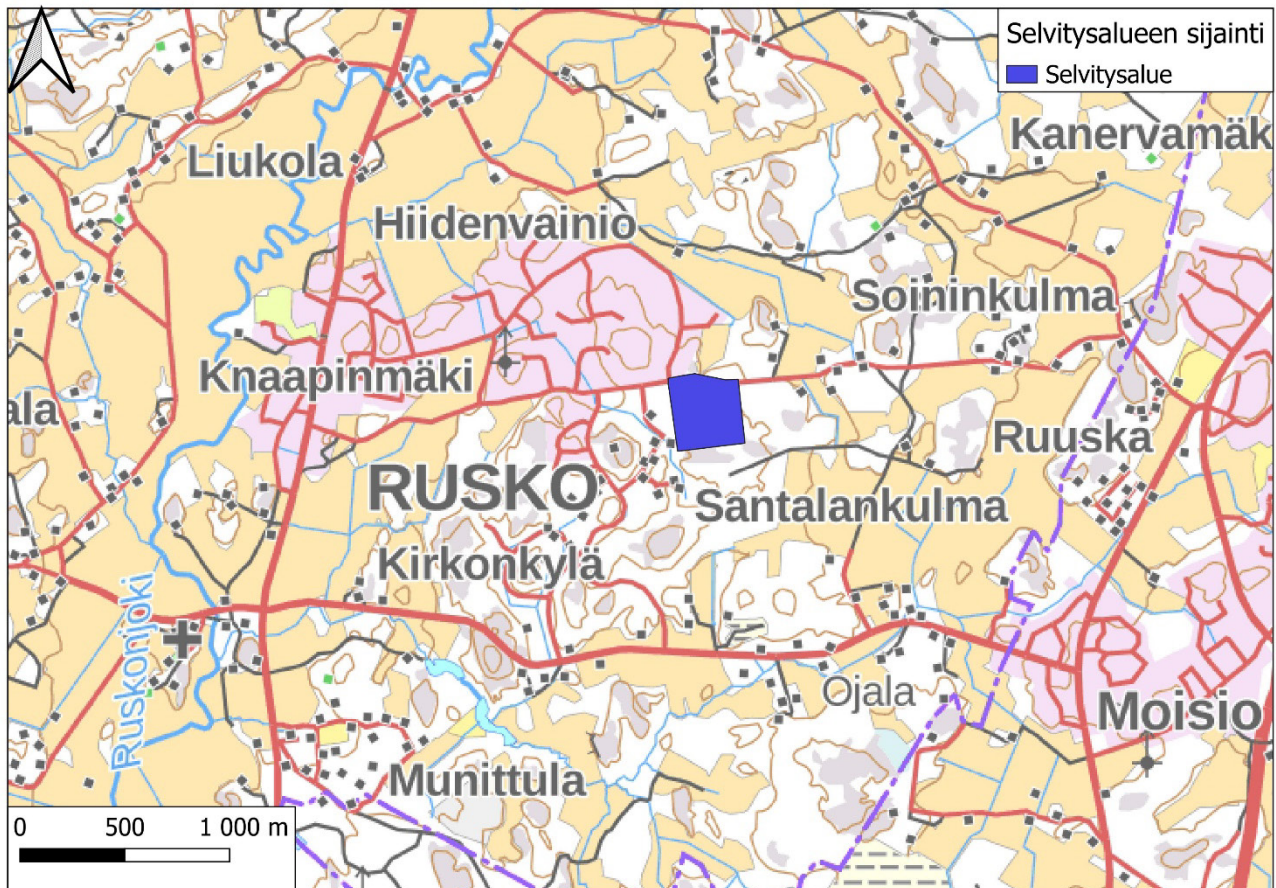 Selvitysalueen sijainti
Selvitysalue
Kanervamäk
Liukola
Hiidenvainio
Soininkulma
Knaapinmäki
ala
Ruuska
RUSKO
Santalankulma
Kirkonkylä
Ruskonjoki
Ojala
Moisio
Munittula
0 500 1 000 m